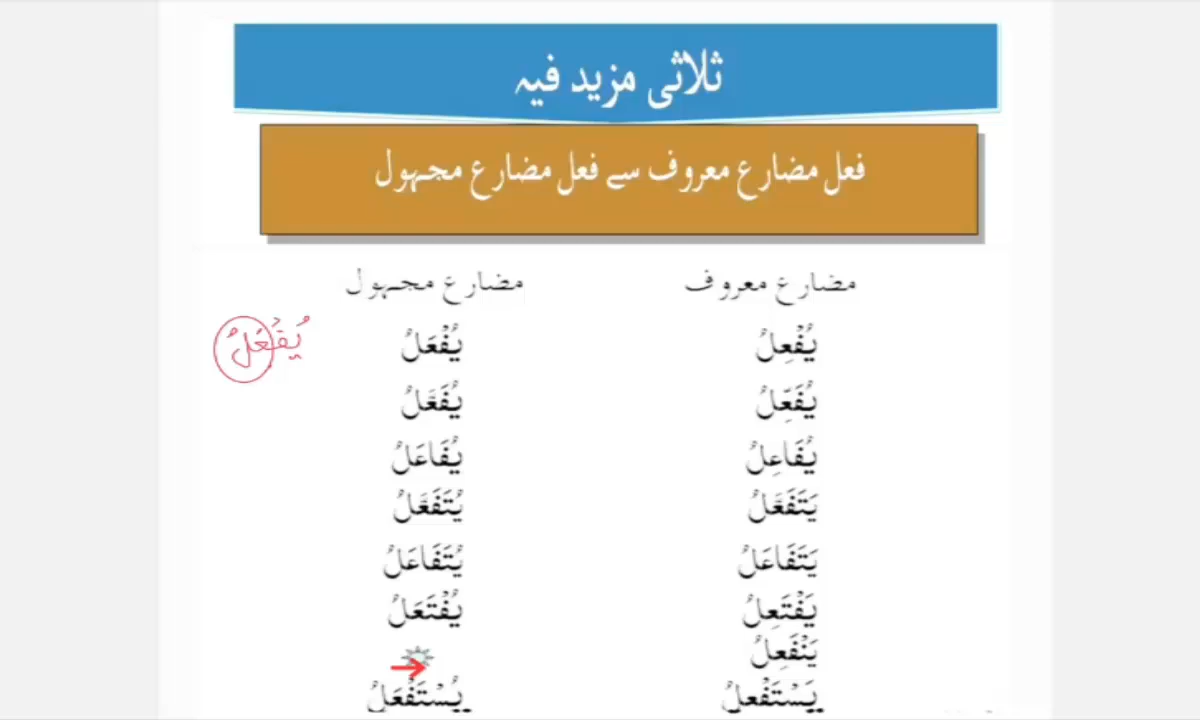 ثلاثی مزید فیہ
فعل مضارع معروف سے فعل مضارع مجہول
مضارع معروف مضارع مجہول
يُفْعِلُ يُفْعَلُ يُفْعَلُ
يُفَعِّلُ يُفَعَّلُ
يُفَاعِلُ يُفَاعَلُ
يَتَفَعَّلُ يُتَفَعَّلُ
يَتَفَاعَلُ يُتَفَاعَلُ
يَفْتَعِلُ يُفْتَعَلُ
يَنْفَعِلُ
يَسْتَفْعِلُ يُسْتَفْعَلُ